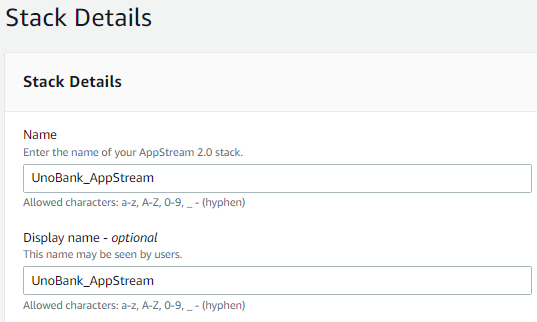 Stack Details
Stack Details
Name
Enter the name of your AppStream 2.0 stack.
UnoBank_AppStream
Allowed characters: a-z, A-Z, 0-9, _ - (hyphen)
Display name - optional
This name may be seen by users.
UnoBank_AppStream
Allowed characters: a-z, A-Z, 0-9, _ - (hyphen)